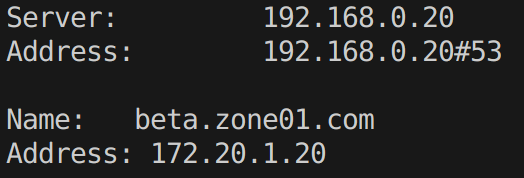 Server: 192.168.0.20
Address: 192.168.0.20#53
Name: beta.zone01.com
Address: 172.20.1.20